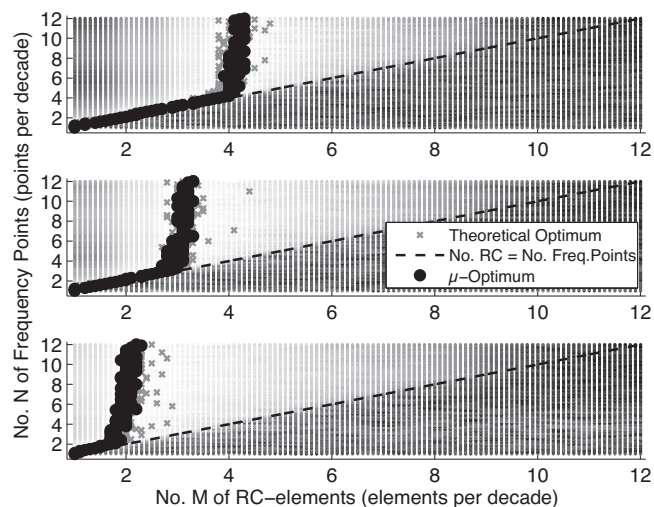 No. N of Frequency Points (points per decade)
12
10
8
6
4
2
2 4 6 8 10 12
12
10
8
6
4
2
Theoretical Optimum
No. RC = No. Freq.Points
μ−Optimum
2 4 6 8 10 12
12
10
8
6
4
2
2 4 6 8 10 12
No. M of RC−elements (elements per decade)